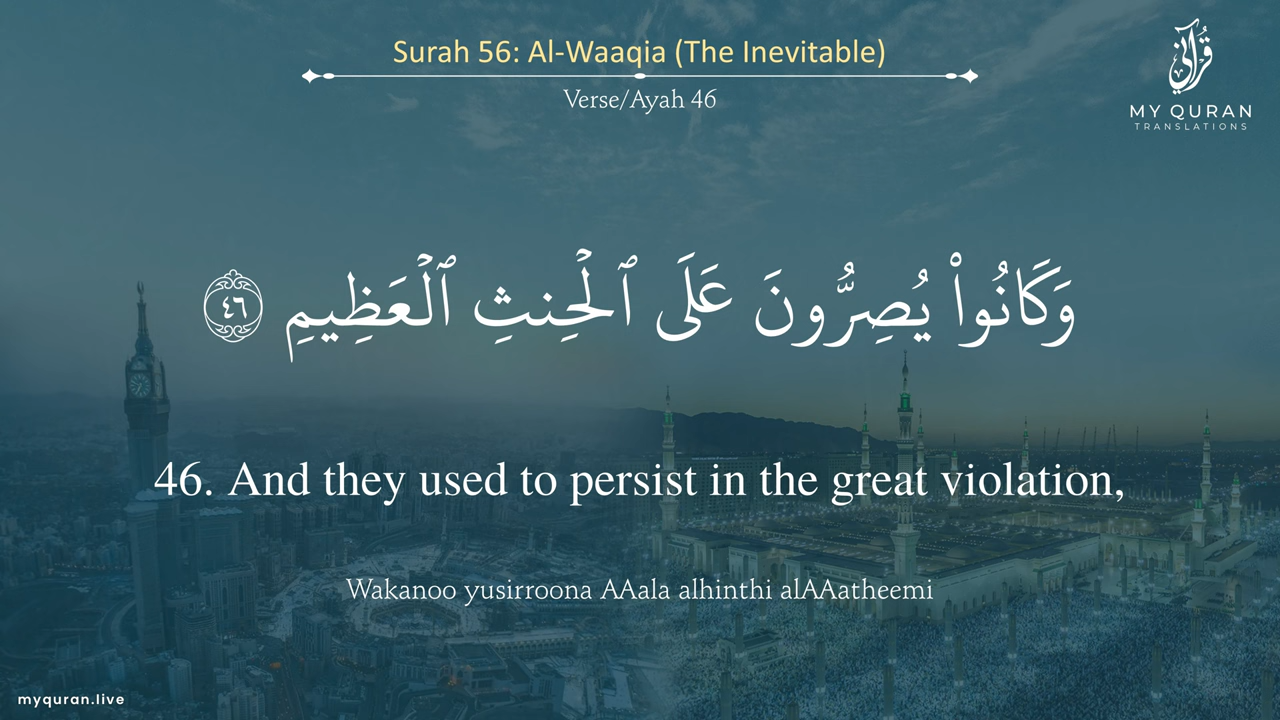 Surah 56: Al-Waaqia (The Inevitable)
Verse/Ayah 46
قرآني
MY QURAN
TRANSLATIONS
وَكَانُوا۟ يُصِرُّونَ عَلَى ٱلْحِنثِ ٱلْعَظِيمِ ٤٦
46. And they used to persist in the great violation,
Wakanoo yusirroona AAala alhinthi alAAatheemi
myquran.live